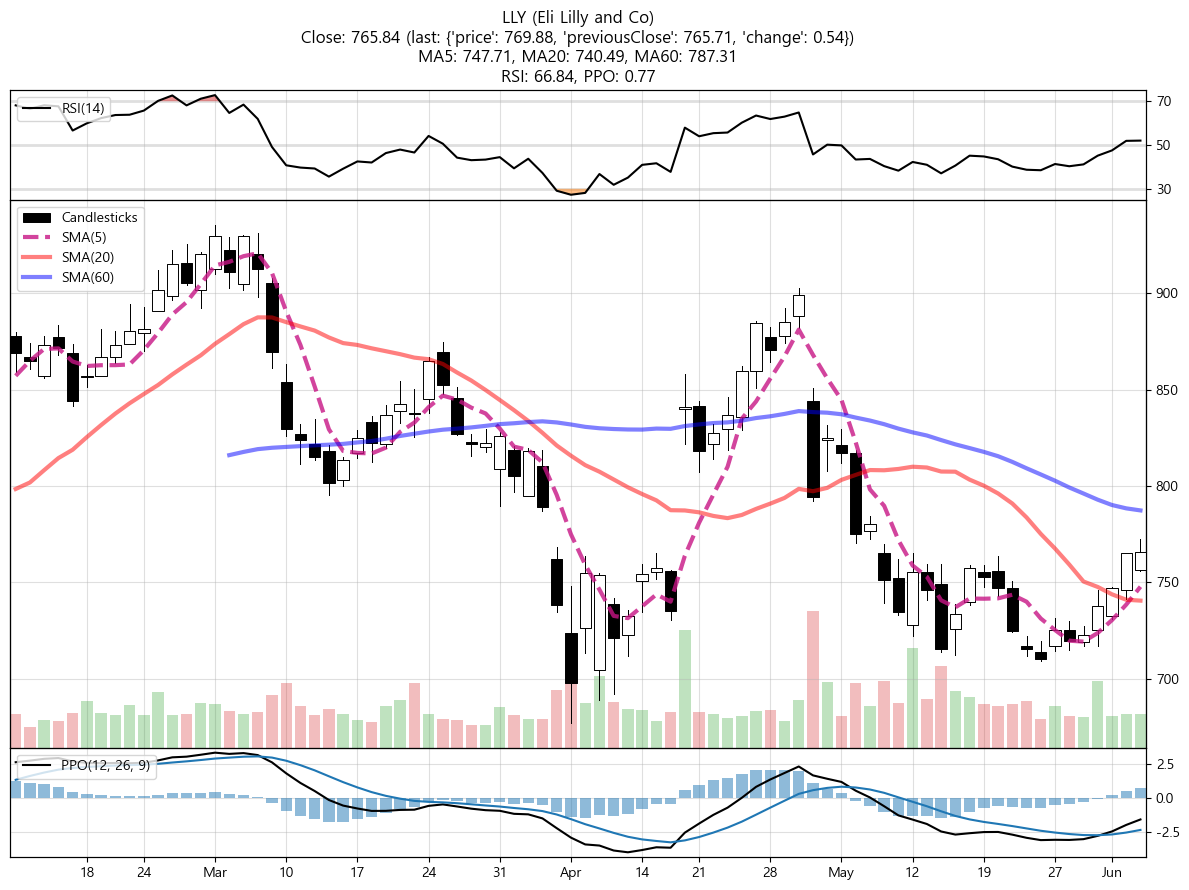 LLY (Eli Lilly and Co)
Close: 765.84 (last: {'price': 769.88, 'previousClose': 765.71, 'change': 0.54})
MA5: 747.71, MA20: 740.49, MA60: 787.31
RSI: 66.84, PPO: 0.77
RSI(14)
70
50
30
Candlesticks
SMA(5)
SMA(20)
SMA(60)
900
850
800
750
700
PPO(12, 26, 9)
2.5
0.0
−2.5
18 24 Mar 10 17 24 31 Apr 14 21 28 May 12 19 27 Jun